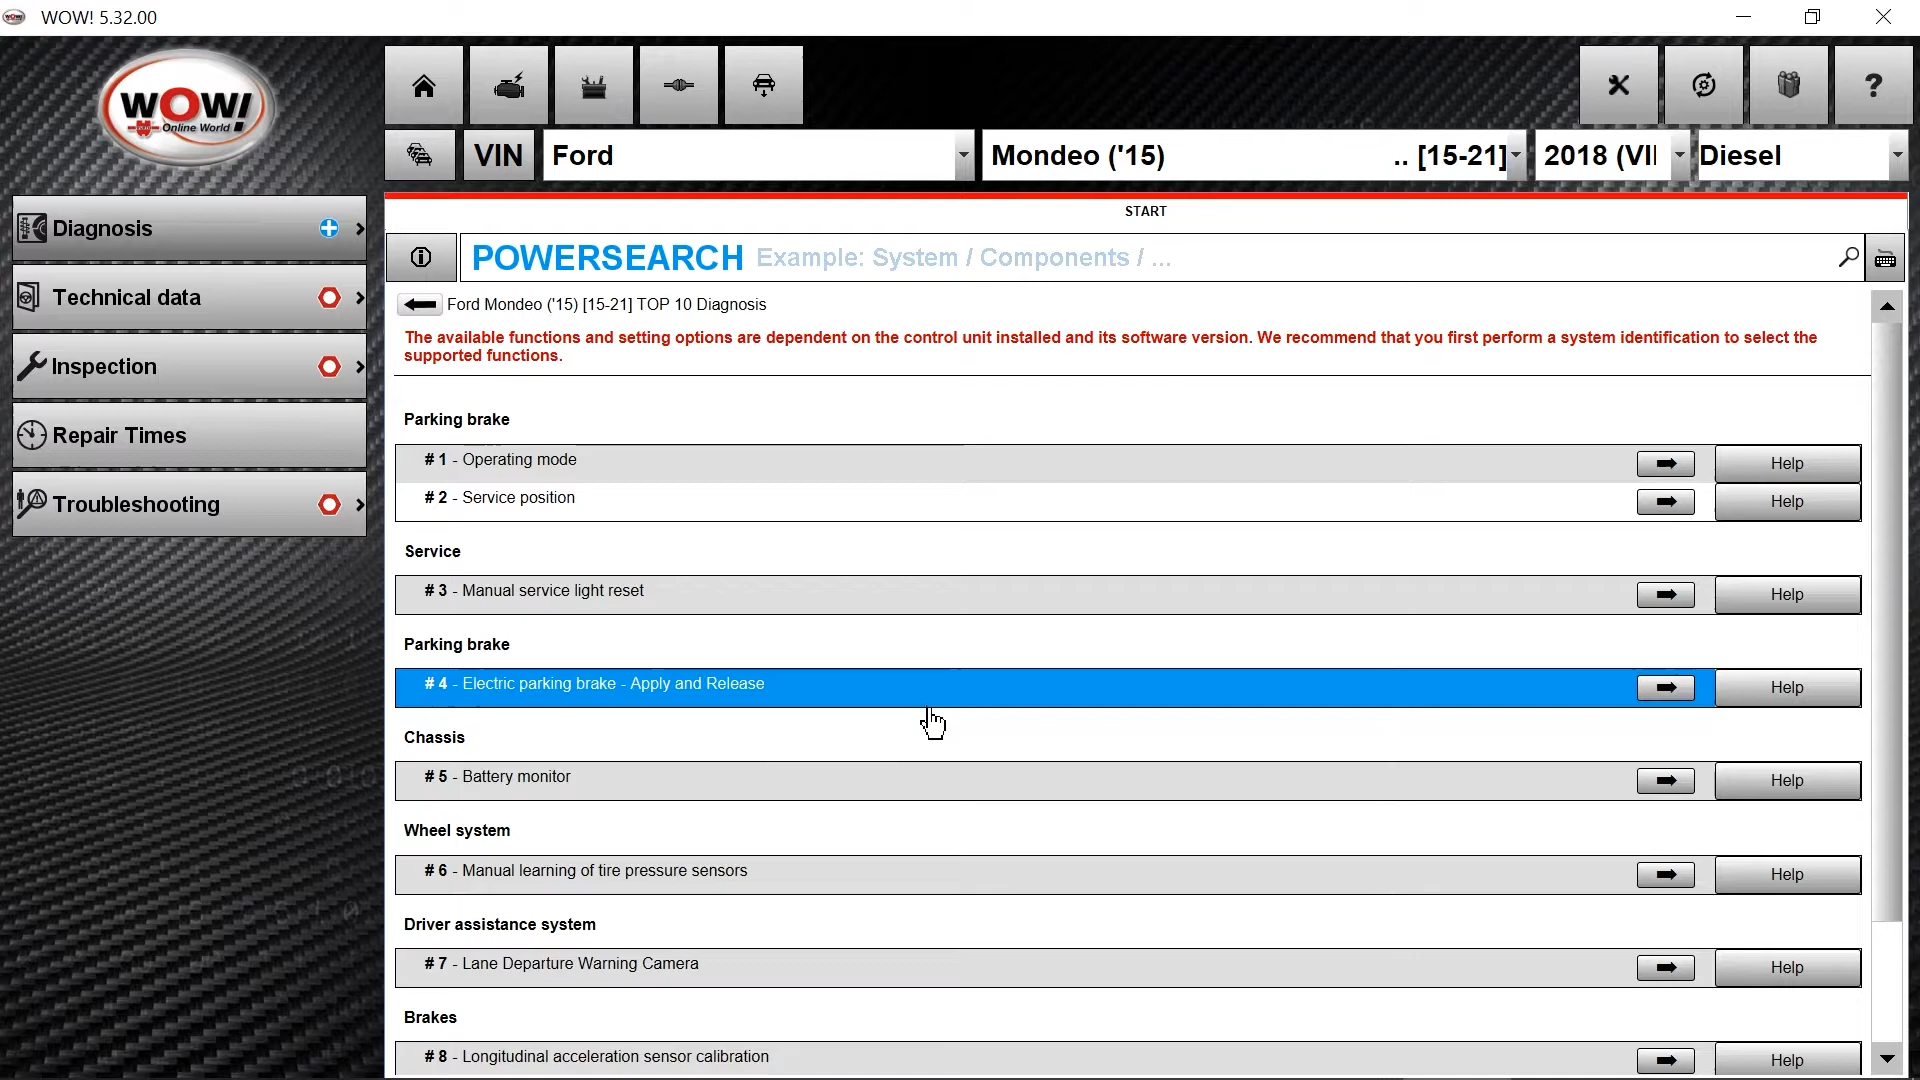 WOW! 5.32.00
WOW!
Online World!
VIN
Ford
Mondeo ('15) .. [15-21]
2018 (VII
Diesel
Diagnosis
Technical data
Inspection
Repair Times
Troubleshooting
START
POWERSEARCH Example: System / Components / ...
Ford Mondeo ('15) [15-21] TOP 10 Diagnosis
The available functions and setting options are dependent on the control unit installed and its software version. We recommend that you first perform a system identification to select the
supported functions.
Parking brake
# 1 - Operating mode Help
# 2 - Service position Help
Service
# 3 - Manual service light reset Help
Parking brake
# 4 - Electric parking brake - Apply and Release Help
Chassis
# 5 - Battery monitor Help
Wheel system
# 6 - Manual learning of tire pressure sensors Help
Driver assistance system
# 7 - Lane Departure Warning Camera Help
Brakes
# 8 - Longitudinal acceleration sensor calibration Help